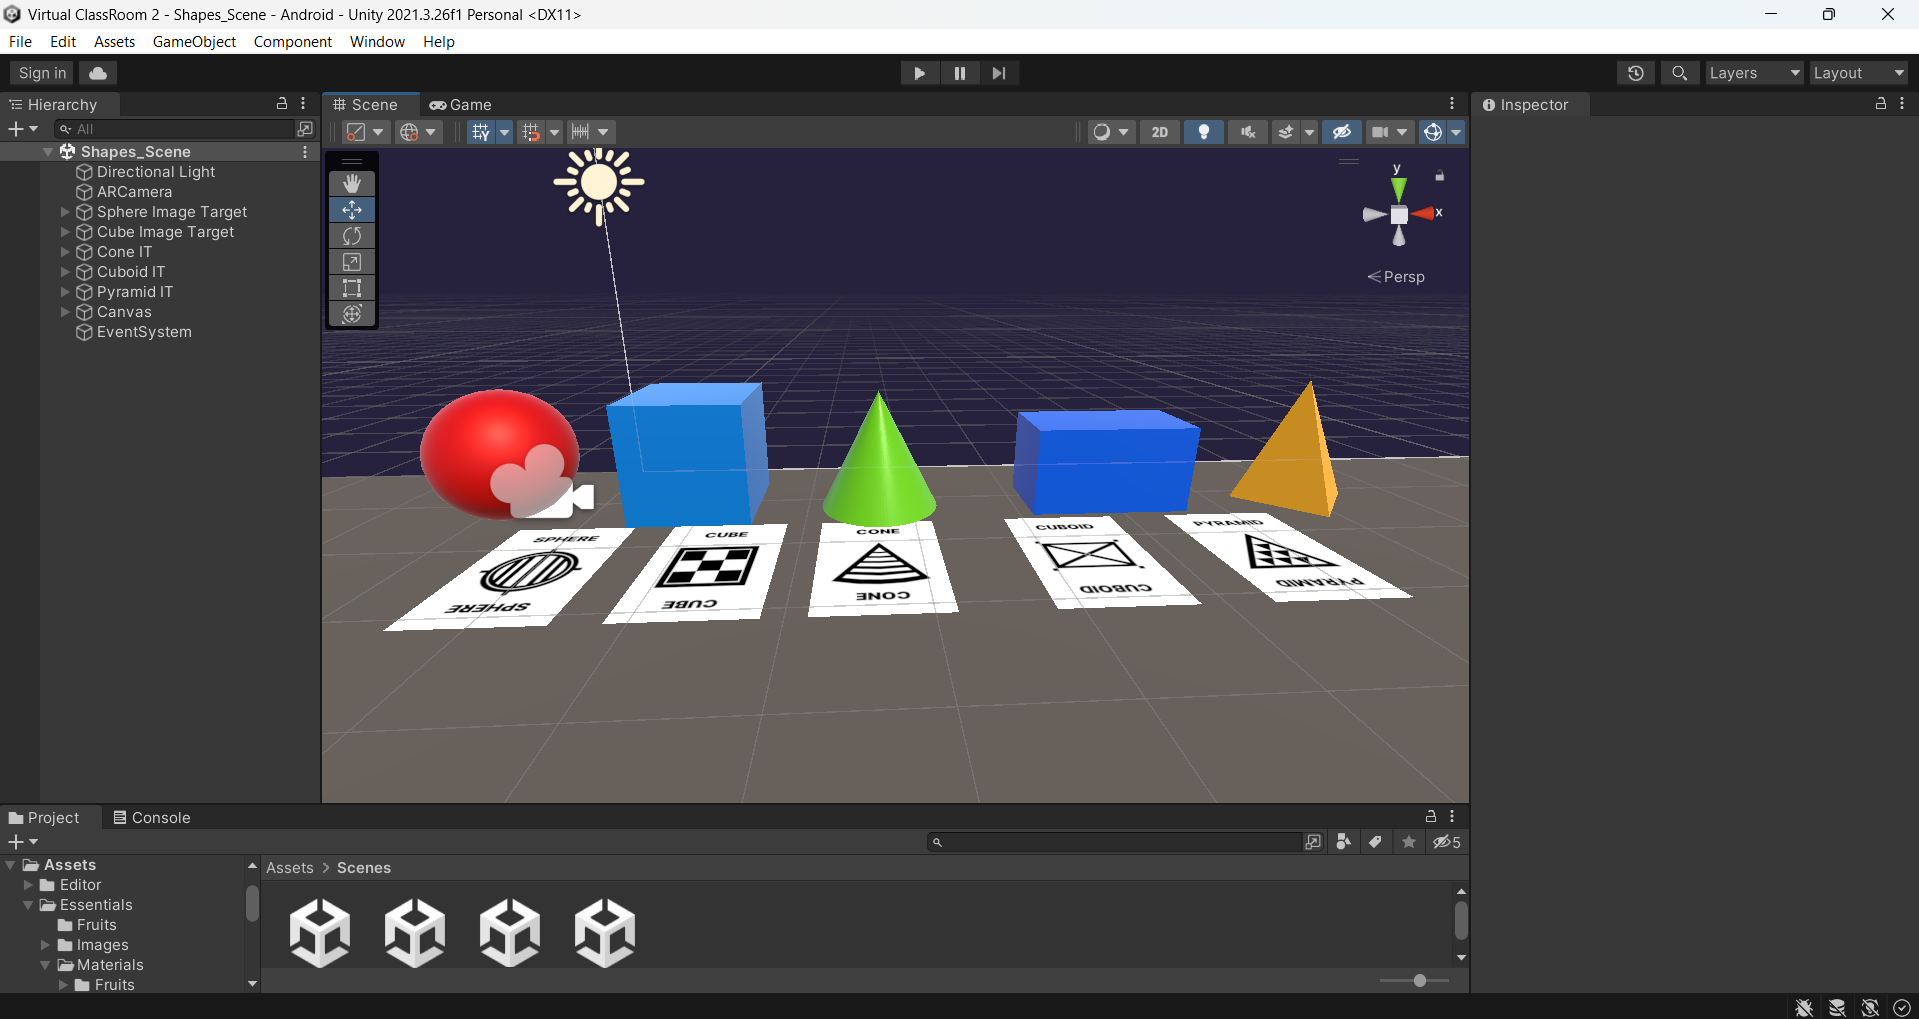 Virtual ClassRoom 2 - Shapes_Scene - Android - Unity 2021.3.26f1 Personal <DX11>
File Edit Assets GameObject Component Window Help
Sign in
Layers
Layout
Hierarchy
All
Shapes_Scene
Directional Light
ARCamera
Sphere Image Target
Cube Image Target
Cone IT
Cuboid IT
Pyramid IT
Canvas
EventSystem
Scene
Game
2D
y
x
Persp
SPHERE
SPHERE
CUBE
CUBE
CONE
CONE
CUBOID
CUBOID
PYRAMID
PYRAMID
Inspector
Project
Console
5
Assets
Editor
Essentials
Fruits
Images
Materials
Fruits
Assets > Scenes